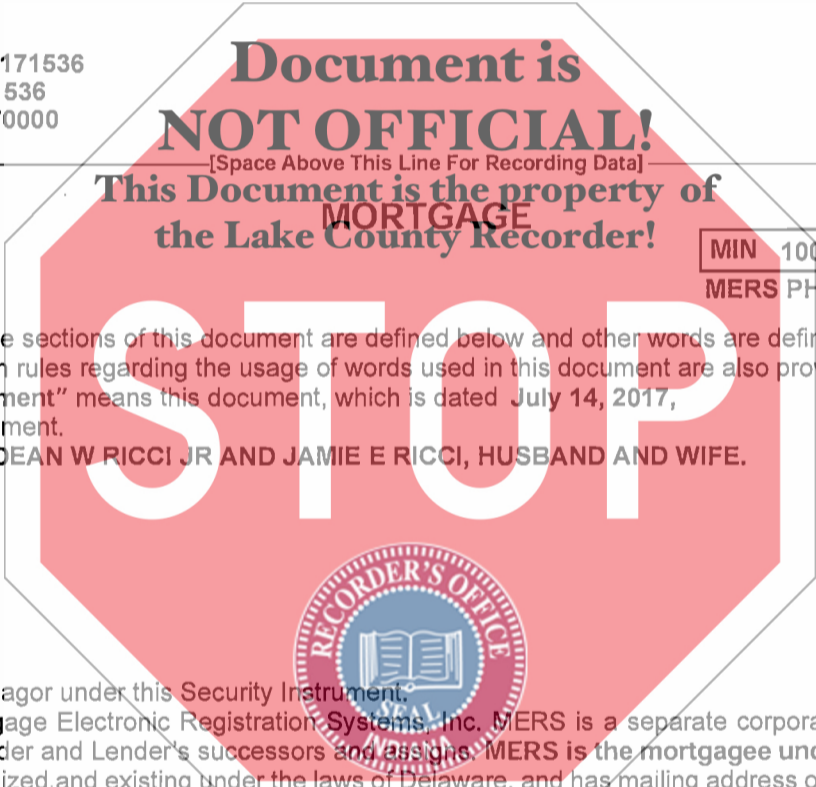 171536
536
0000
Document is
NOT OFFICIAL!
[Space Above This Line For Recording Data]
This Document is the property of
MORTGAGE
the Lake County Recorder!
MIN 100
MERS PH
STOP
e sections of this document are defined below and other words are defin
n rules regarding the usage of words used in this document are also prov
ment” means this document, which is dated July 14, 2017,
ment.
DEAN W RICCI JR AND JAMIE E RICCI, HUSBAND AND WIFE.
RECORDER'S OFFICE
SEAL
INDIANA
agor under this Security Instrument.
gage Electronic Registration Systems, Inc. MERS is a separate corpora
der and Lender's successors and assigns. MERS is the mortgagee und
ized and existing under the laws of Delaware, and has mailing address o